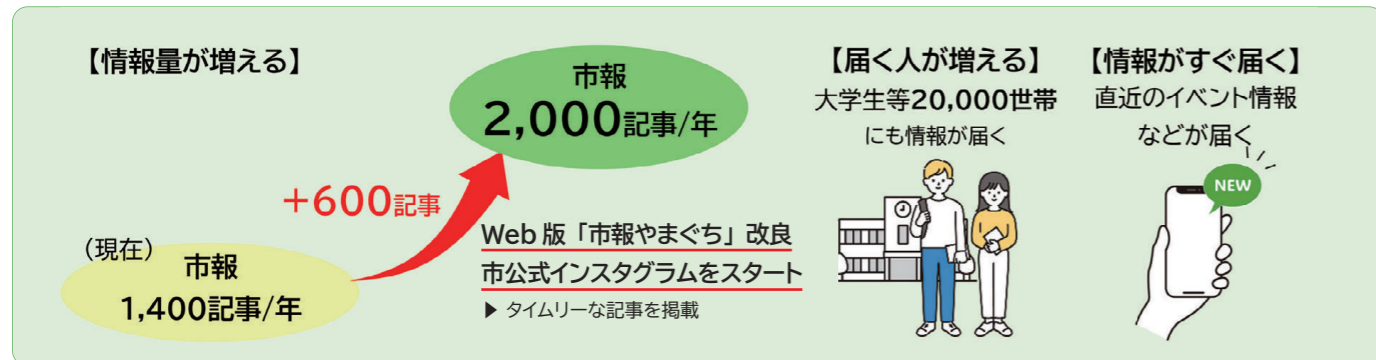 【情報量が増える】
(現在)
市報
1,400記事/年
+600記事
市報
2,000記事/年
Web版「市報やまぐち」改良
市公式インスタグラムをスタート
▶ タイムリーな記事を掲載
【届く人が増える】
大学生等20,000世帯
にも情報が届く
【情報がすぐ届く】
直近のイベント情報
などが届く
NEW